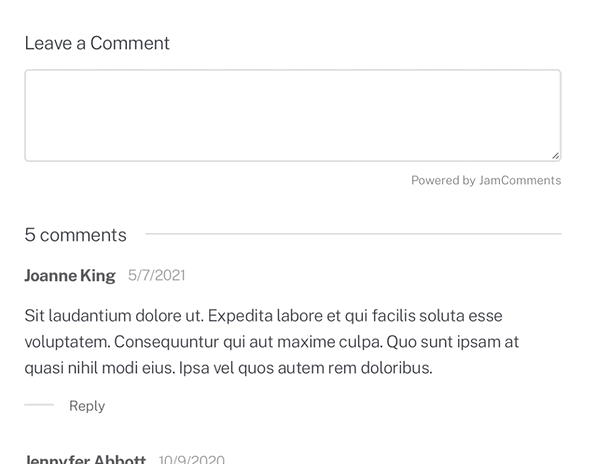 Leave a Comment
Powered by JamComments
5 comments
Joanne King 5/7/2021
Sit laudantium dolore ut. Expedita labore et qui facilis soluta esse
voluptatem. Consequuntur qui aut maxime culpa. Quo sunt ipsam at
quasi nihil modi eius. Ipsa vel quos autem rem doloribus.
Reply
Jennyfer Abbott 10/9/2020